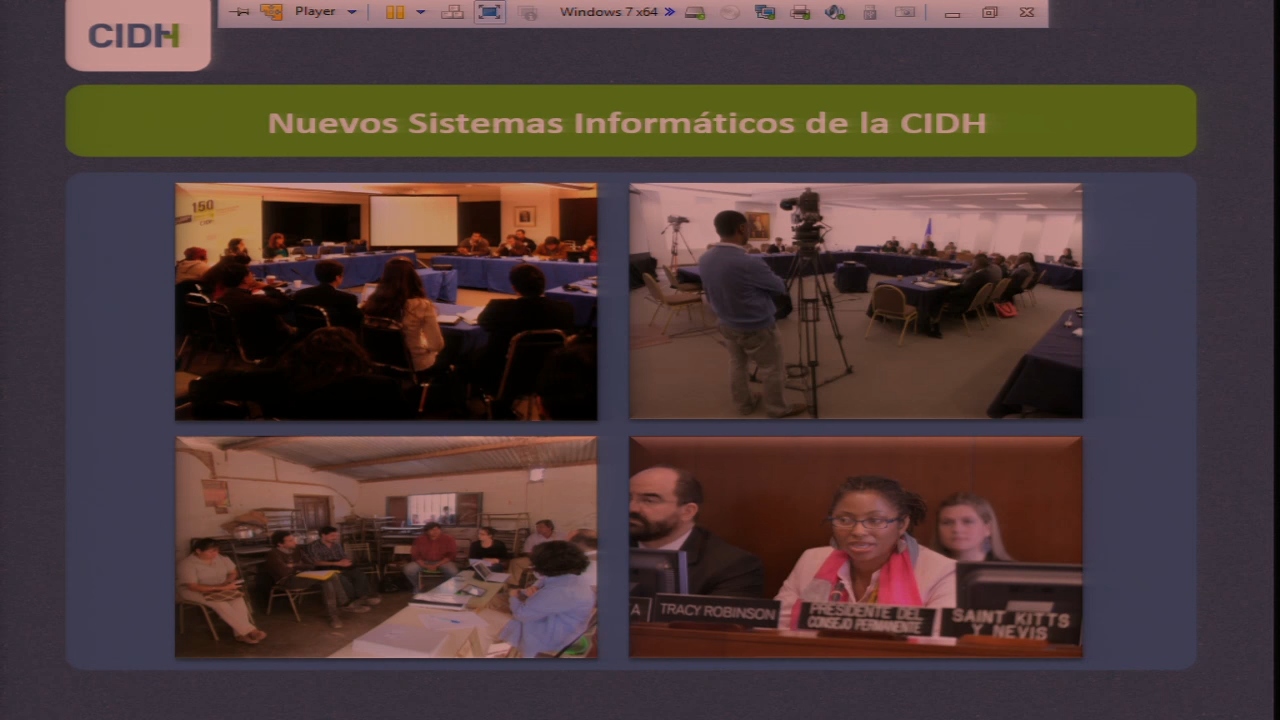 Player
Windows 7 x64
CIDH
Nuevos Sistemas Informáticos de la CIDH
150
A
TRACY ROBINSON
PRESIDENTE DEL
CONSEJO PERMANENTE
SAINT KITTS
Y NEVIS